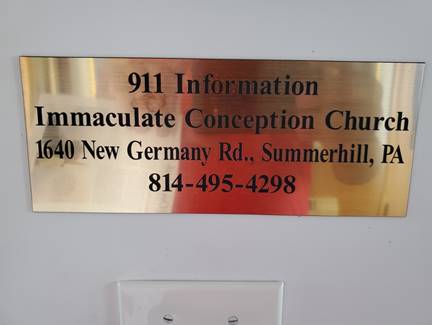 911 Information
Immaculate Conception Church
1640 New Germany Rd., Summerhill, PA
814-495-4298